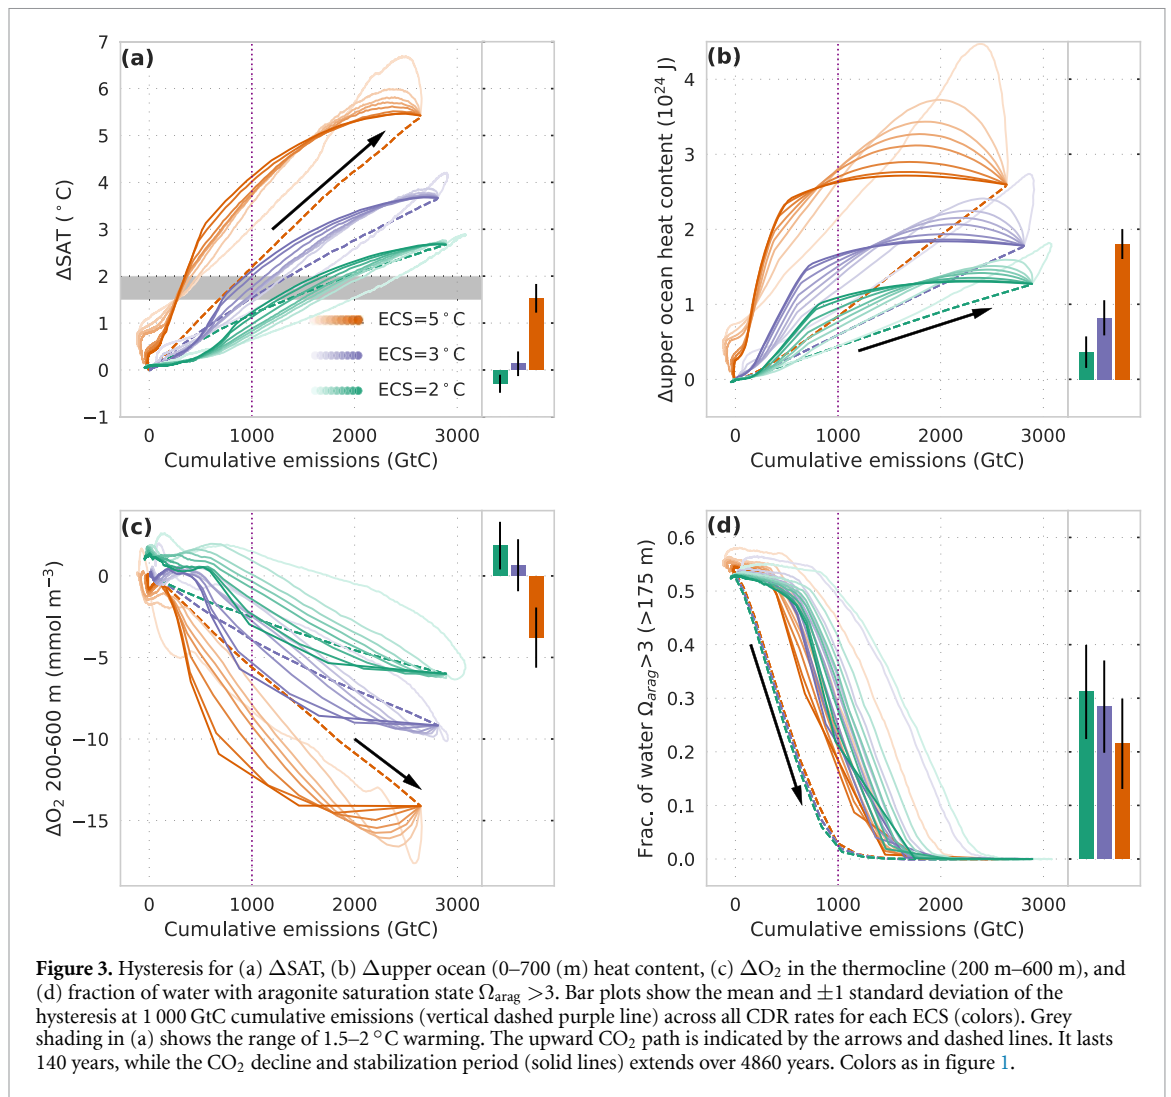 (a)
7
6
5
4
3
2
1
0
−1
ΔSAT (°C)
ECS=5°C
ECS=3°C
ECS=2°C
0 1000 2000 3000
Cumulative emissions (GtC)
(b)
4
3
2
1
0
Δupper ocean heat content (10²⁴ J)
0 1000 2000 3000
Cumulative emissions (GtC)
(c)
0
−5
−10
−15
ΔO₂ 200-600 m (mmol m⁻³)
0 1000 2000 3000
Cumulative emissions (GtC)
(d)
0.6
0.5
0.4
0.3
0.2
0.1
0.0
Frac. of water Ω_arag>3 (>175 m)
0 1000 2000 3000
Cumulative emissions (GtC)
Figure 3. Hysteresis for (a) ΔSAT, (b) Δupper ocean (0–700 (m) heat content, (c) ΔO₂ in the thermocline (200 m–600 m), and
(d) fraction of water with aragonite saturation state Ω_arag >3. Bar plots show the mean and ±1 standard deviation of the
hysteresis at 1 000 GtC cumulative emissions (vertical dashed purple line) across all CDR rates for each ECS (colors). Grey
shading in (a) shows the range of 1.5–2 °C warming. The upward CO₂ path is indicated by the arrows and dashed lines. It lasts
140 years, while the CO₂ decline and stabilization period (solid lines) extends over 4860 years. Colors as in figure 1.